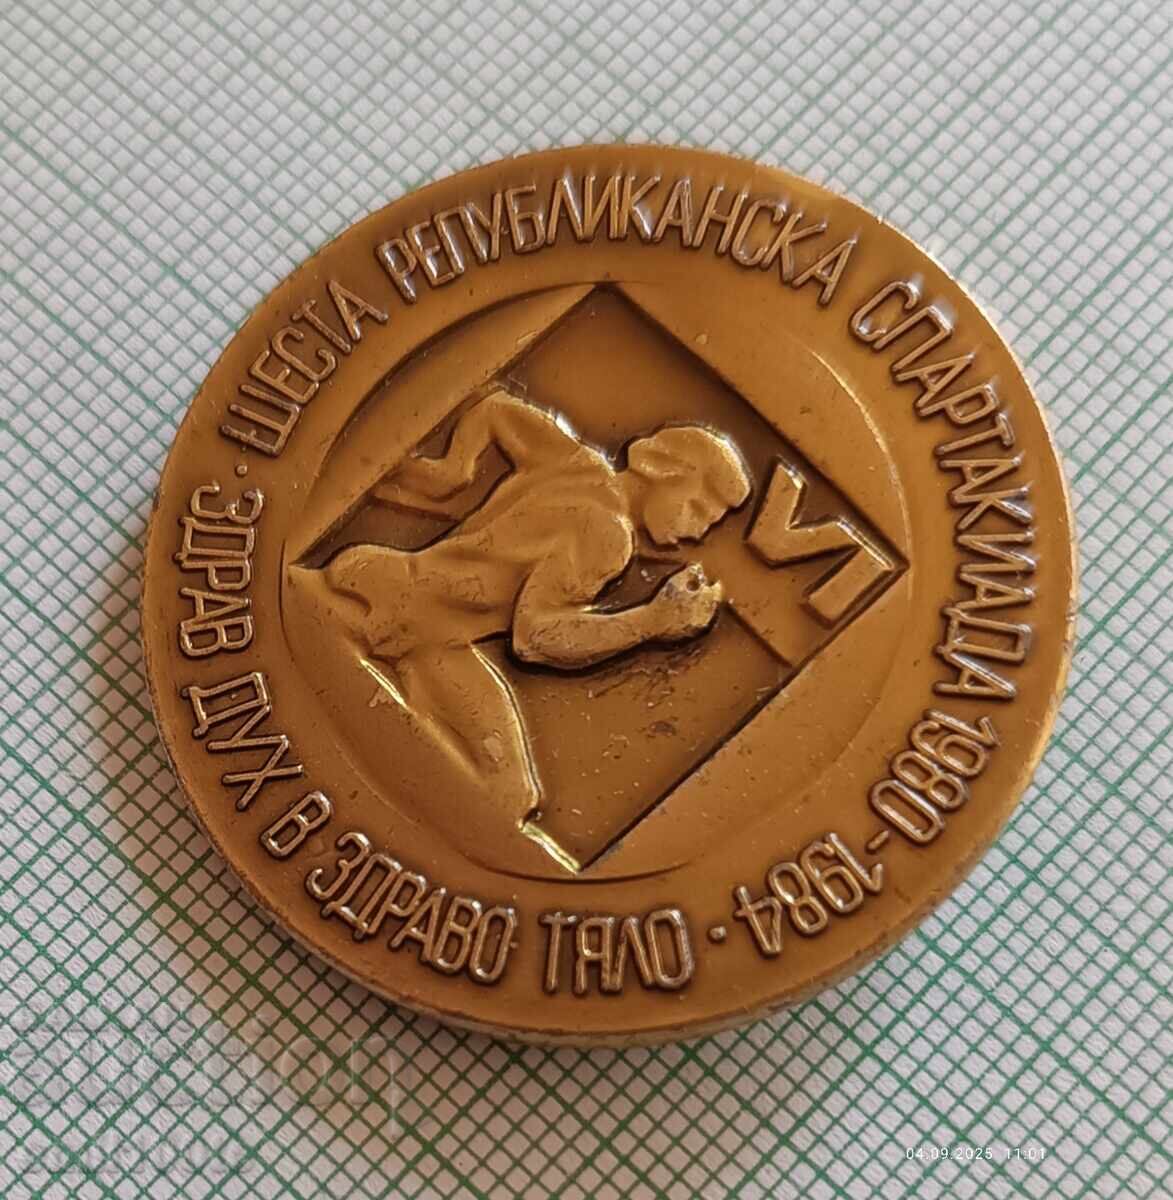 ШЕСТА РЕПУБЛИКАНСКА СПАРТАКИАДА 1980-1984 ·
ЗДРАВ ДУХ В ЗДРАВО ТЯЛО ·
VI
04.09.2025 11:01